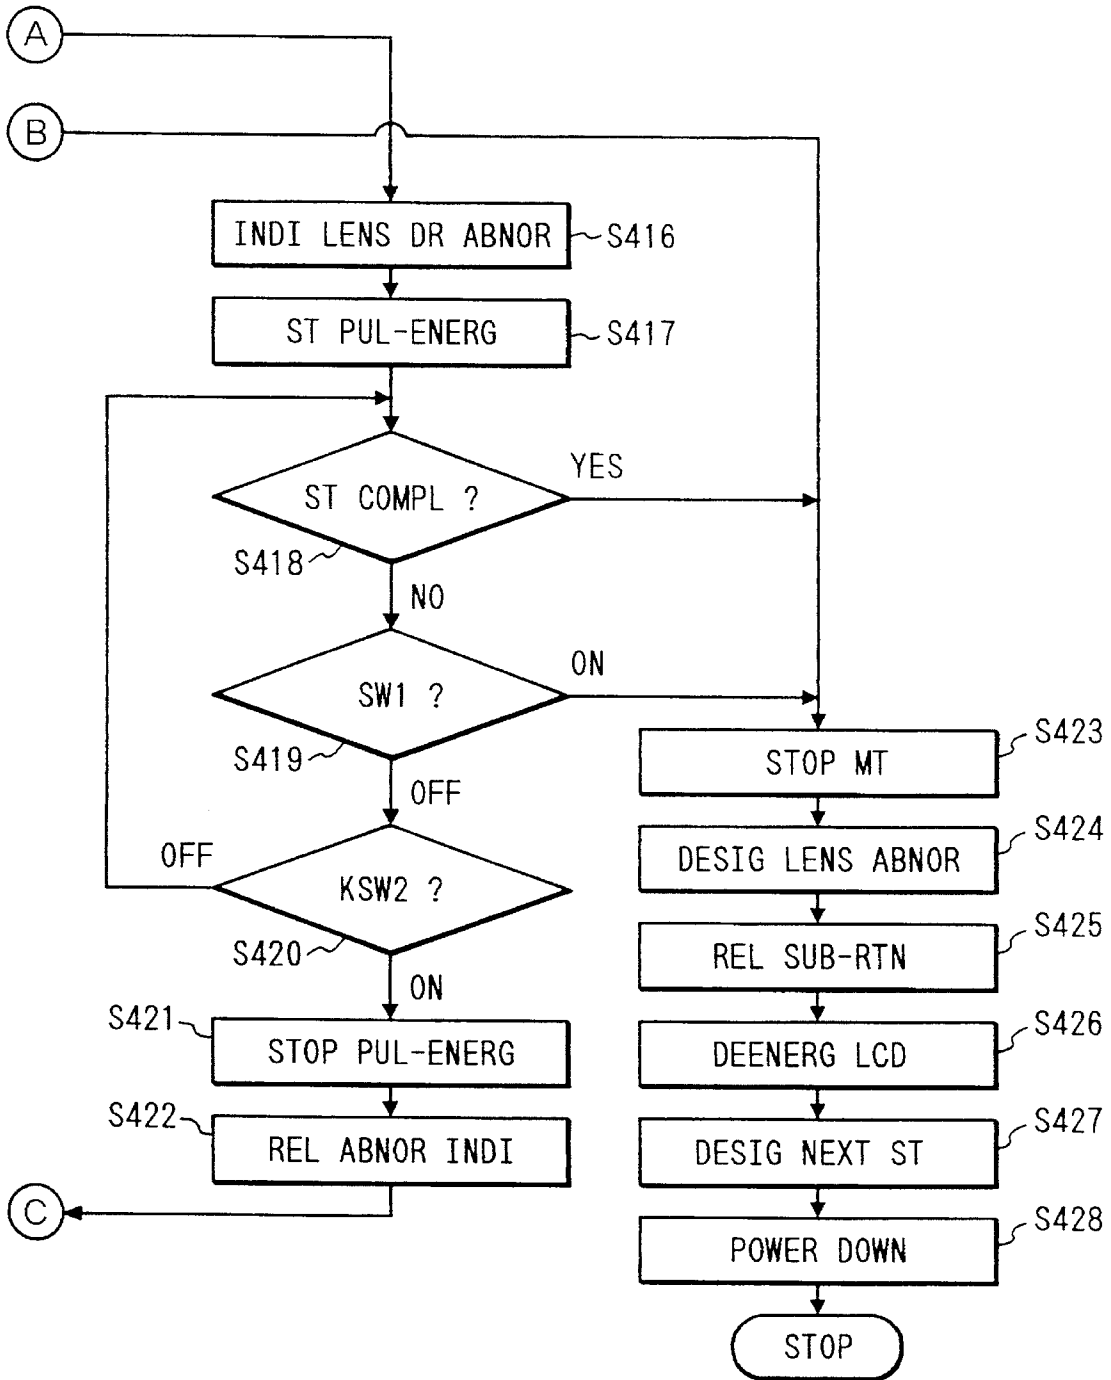 A
B
INDI LENS DR ABNOR
S416
ST PUL-ENERG
S417
ST COMPL ?
YES
S418
NO
SW1 ?
ON
S419
OFF
KSW2 ?
OFF
S420
ON
S421
STOP PUL-ENERG
S422
REL ABNOR INDI
C
STOP MT
S423
DESIG LENS ABNOR
S424
REL SUB-RTN
S425
DEENERG LCD
S426
DESIG NEXT ST
S427
POWER DOWN
S428
STOP